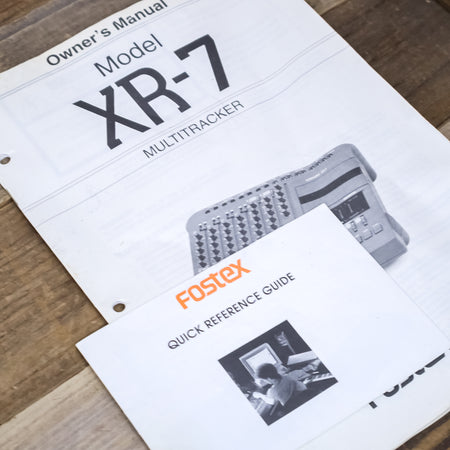 Owner's Manual
Model
XR-7
MULTITRACKER
Fostex
QUICK REFERENCE GUIDE